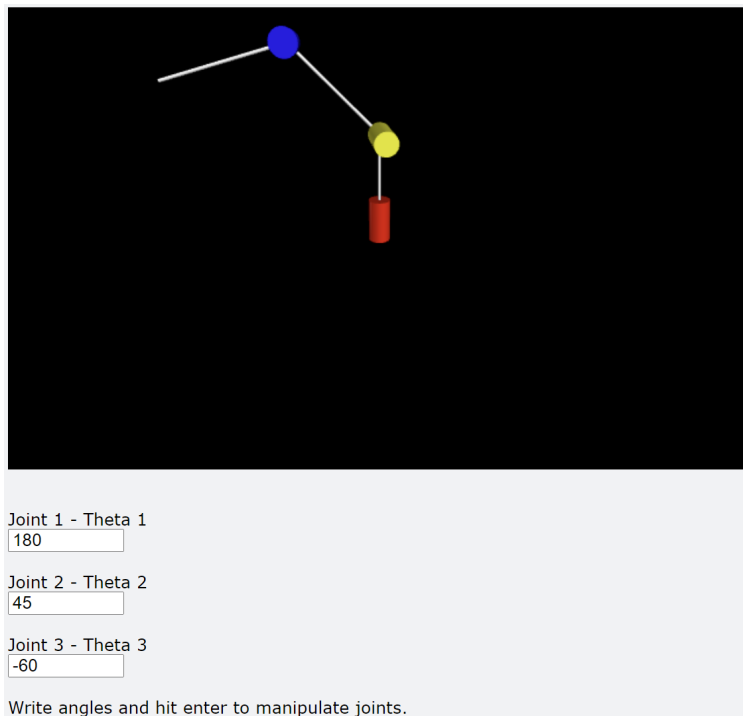 Joint 1 - Theta 1
180
Joint 2 - Theta 2
45
Joint 3 - Theta 3
-60
Write angles and hit enter to manipulate joints.